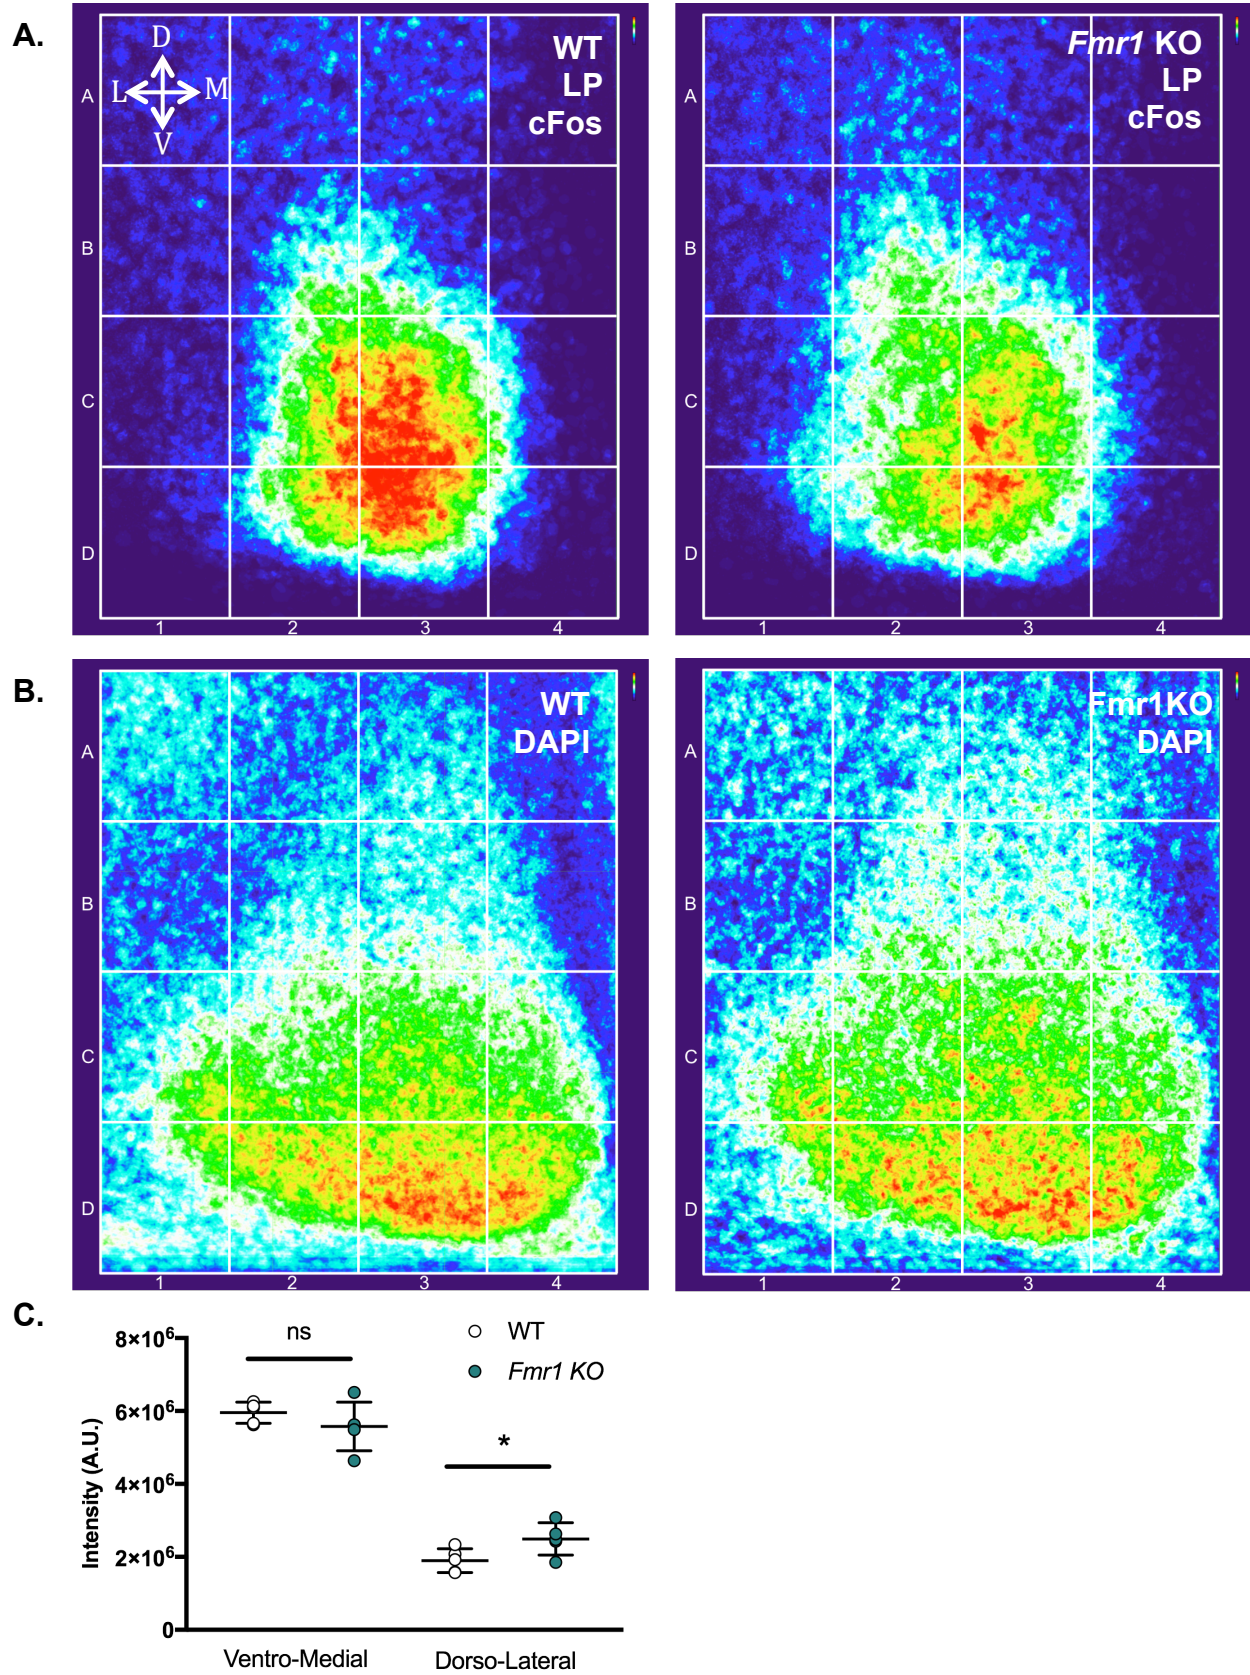 A.
D
L M
V
WT
LP
cFos
A
B
C
D
1 2 3 4
Fmr1 KO
LP
cFos
A
B
C
D
1 2 3 4
B.
WT
DAPI
A
B
C
D
1 2 3 4
Fmr1KO
DAPI
A
B
C
D
1 2 3 4
C.
WT
Fmr1 KO
ns
*
Intensity (A.U.)
8×10⁶
6×10⁶
4×10⁶
2×10⁶
0
Ventro-Medial
Dorso-Lateral